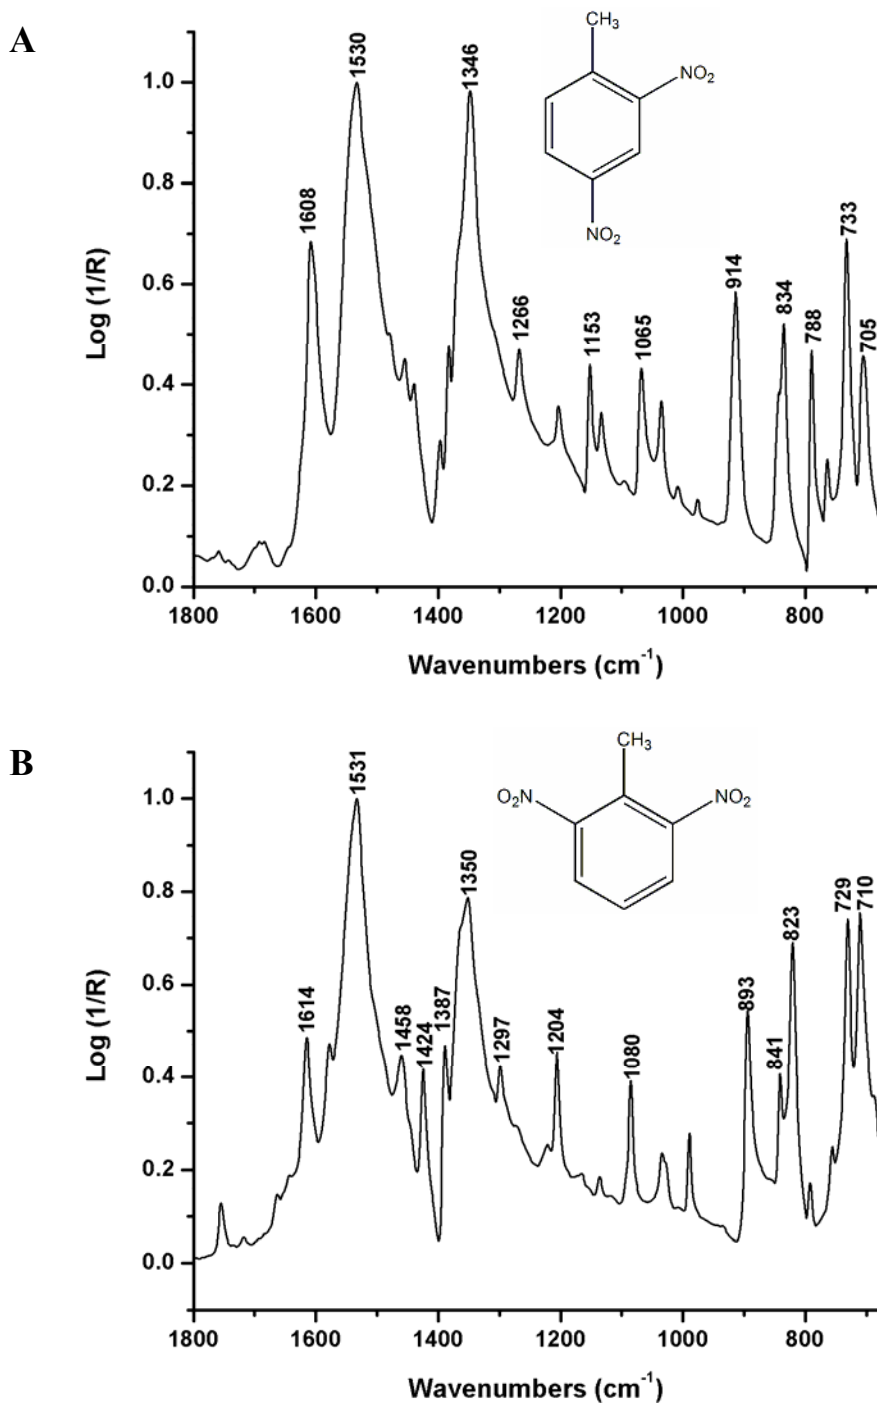 A
CH₃
NO₂
NO₂
1530
1346
1608
1266
1153
1065
914
834
788
733
705
Log (1/R)
1.0
0.8
0.6
0.4
0.2
0.0
1800 1600 1400 1200 1000 800
Wavenumbers (cm⁻¹)
B
CH₃
O₂N NO₂
1531
1350
1614
1458
1424
1387
1297
1204
1080
893
841
823
729
710
Log (1/R)
1.0
0.8
0.6
0.4
0.2
0.0
1800 1600 1400 1200 1000 800
Wavenumbers (cm⁻¹)